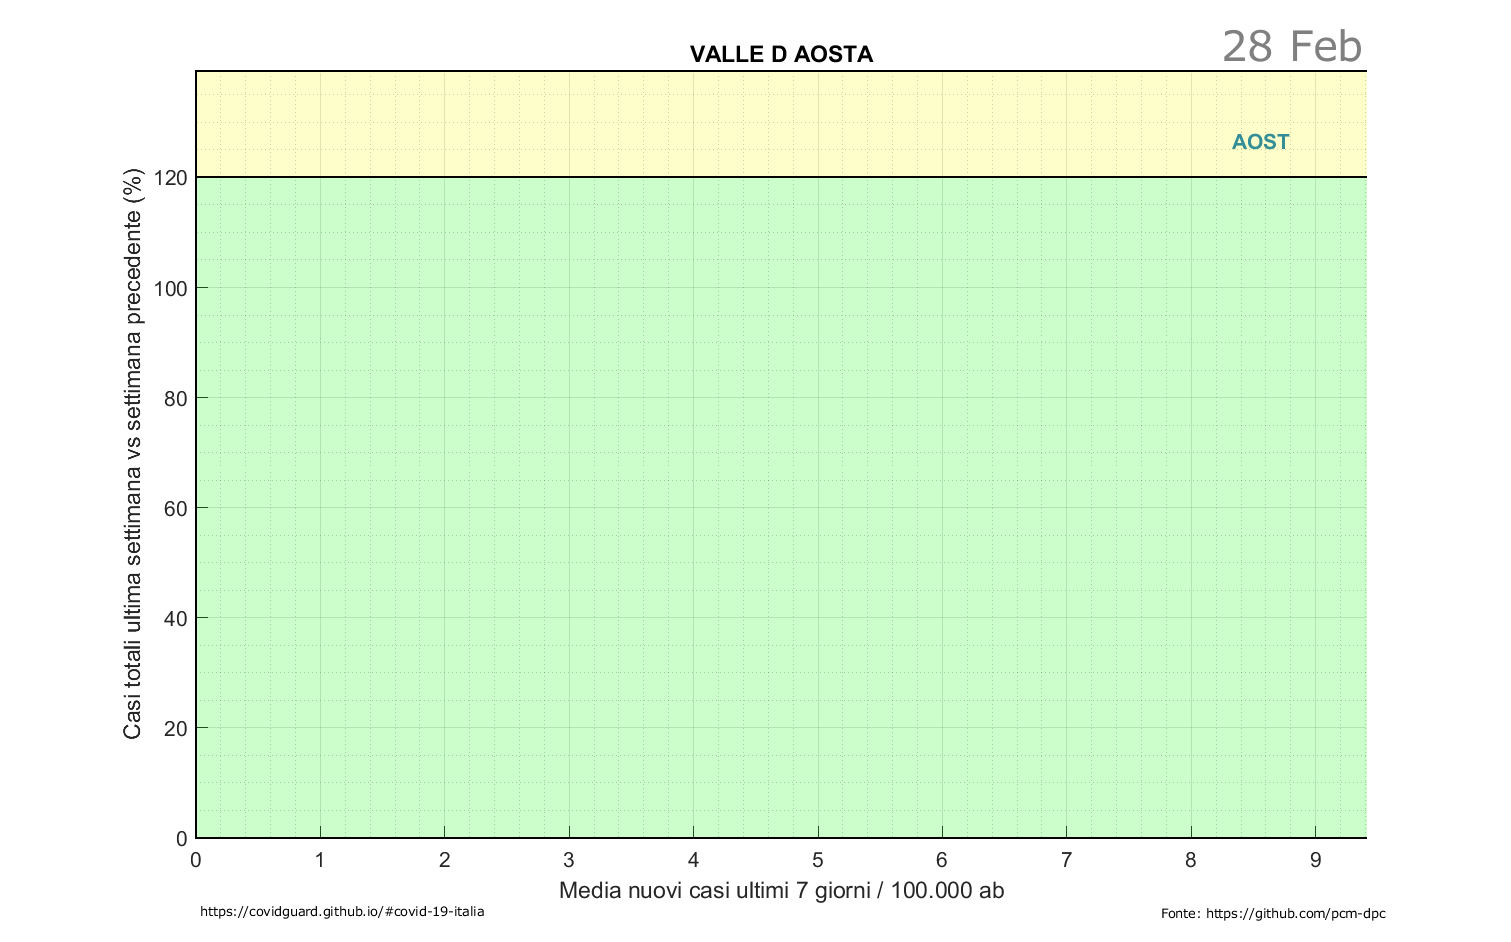 VALLE D AOSTA
28 Feb
AOST
Casi totali ultima settimana vs settimana precedente (%)
120
100
80
60
40
20
0
0 1 2 3 4 5 6 7 8 9
Media nuovi casi ultimi 7 giorni / 100.000 ab
https://covidguard.github.io/#covid-19-italia
Fonte: https://github.com/pcm-dpc